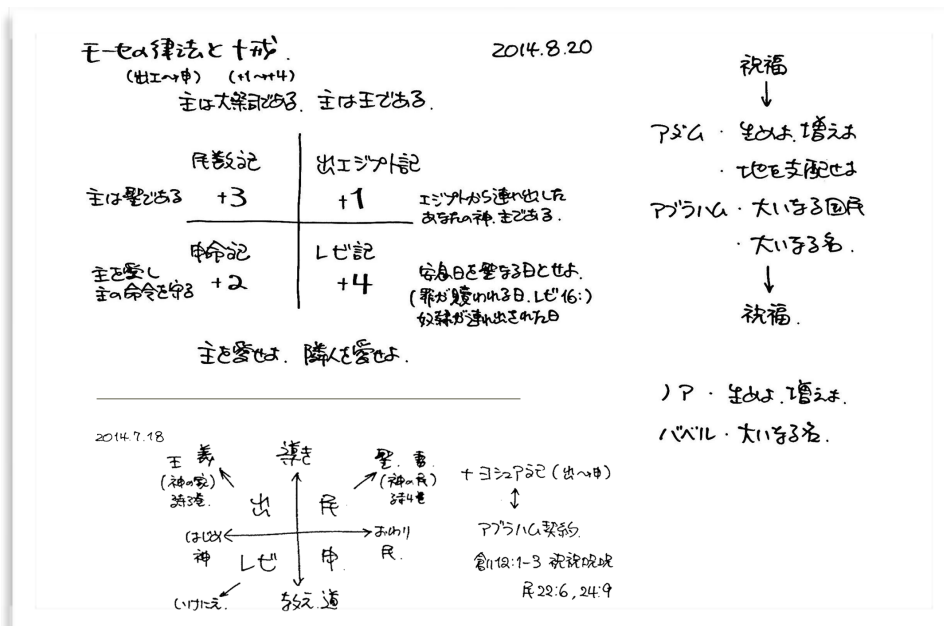 モーセの律法と十戒.
2014.8.20
(出エ〜申) (+1〜+4)
主は大祭司である. 主は王である.
民数記
+3
出エジプト記
+1
主は聖である
エジプトから連れ出した
あなたの神.主である.
申命記
+2
レビ記
+4
主を愛し
主の命令を守る
安息日を聖なる日とせよ.
(罪が贖われる日.レビ16:)
奴隷が連れ出された日
主を愛せよ. 隣人を愛せよ.
祝福
↓
アダム・生めよ.増えよ
・地を支配せよ
アブラハム・大いなる国民
・大いなる名.
↓
祝福.
ノア・生めよ.増えよ.
バベル・大いなる名.
2014.7.18
王 義
(神の家)
導き
聖.書
(神の民)
出 民
はじめ
神
おわり
民.
レビ 申
いけにえ.
教え.道
+ヨシュア記(出〜申)
↕
アブラハム契約.
創12:1-3 祝祝呪呪
民22:6,24:9